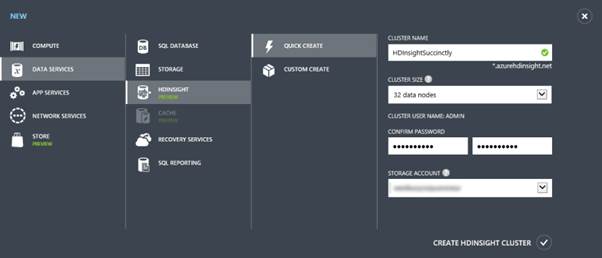 NEW
COMPUTE
DATA SERVICES
APP SERVICES
NETWORK SERVICES
STORE
PREVIEW
SQL DATABASE
STORAGE
HDINSIGHT
PREVIEW
CACHE
PREVIEW
RECOVERY SERVICES
SQL REPORTING
QUICK CREATE
CUSTOM CREATE
CLUSTER NAME
HDInsightSuccinctly
*.azurehdinsight.net
CLUSTER SIZE ?
32 data nodes
CLUSTER USER NAME: ADMIN
CONFIRM PASSWORD
•••••••••• ••••••••••
STORAGE ACCOUNT ?
CREATE HDINSIGHT CLUSTER